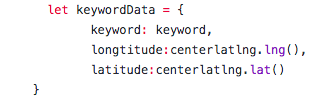 let keywordData = {
keyword: keyword,
longtitude:centerlatlng.lng(),
latitude:centerlatlng.lat()
}